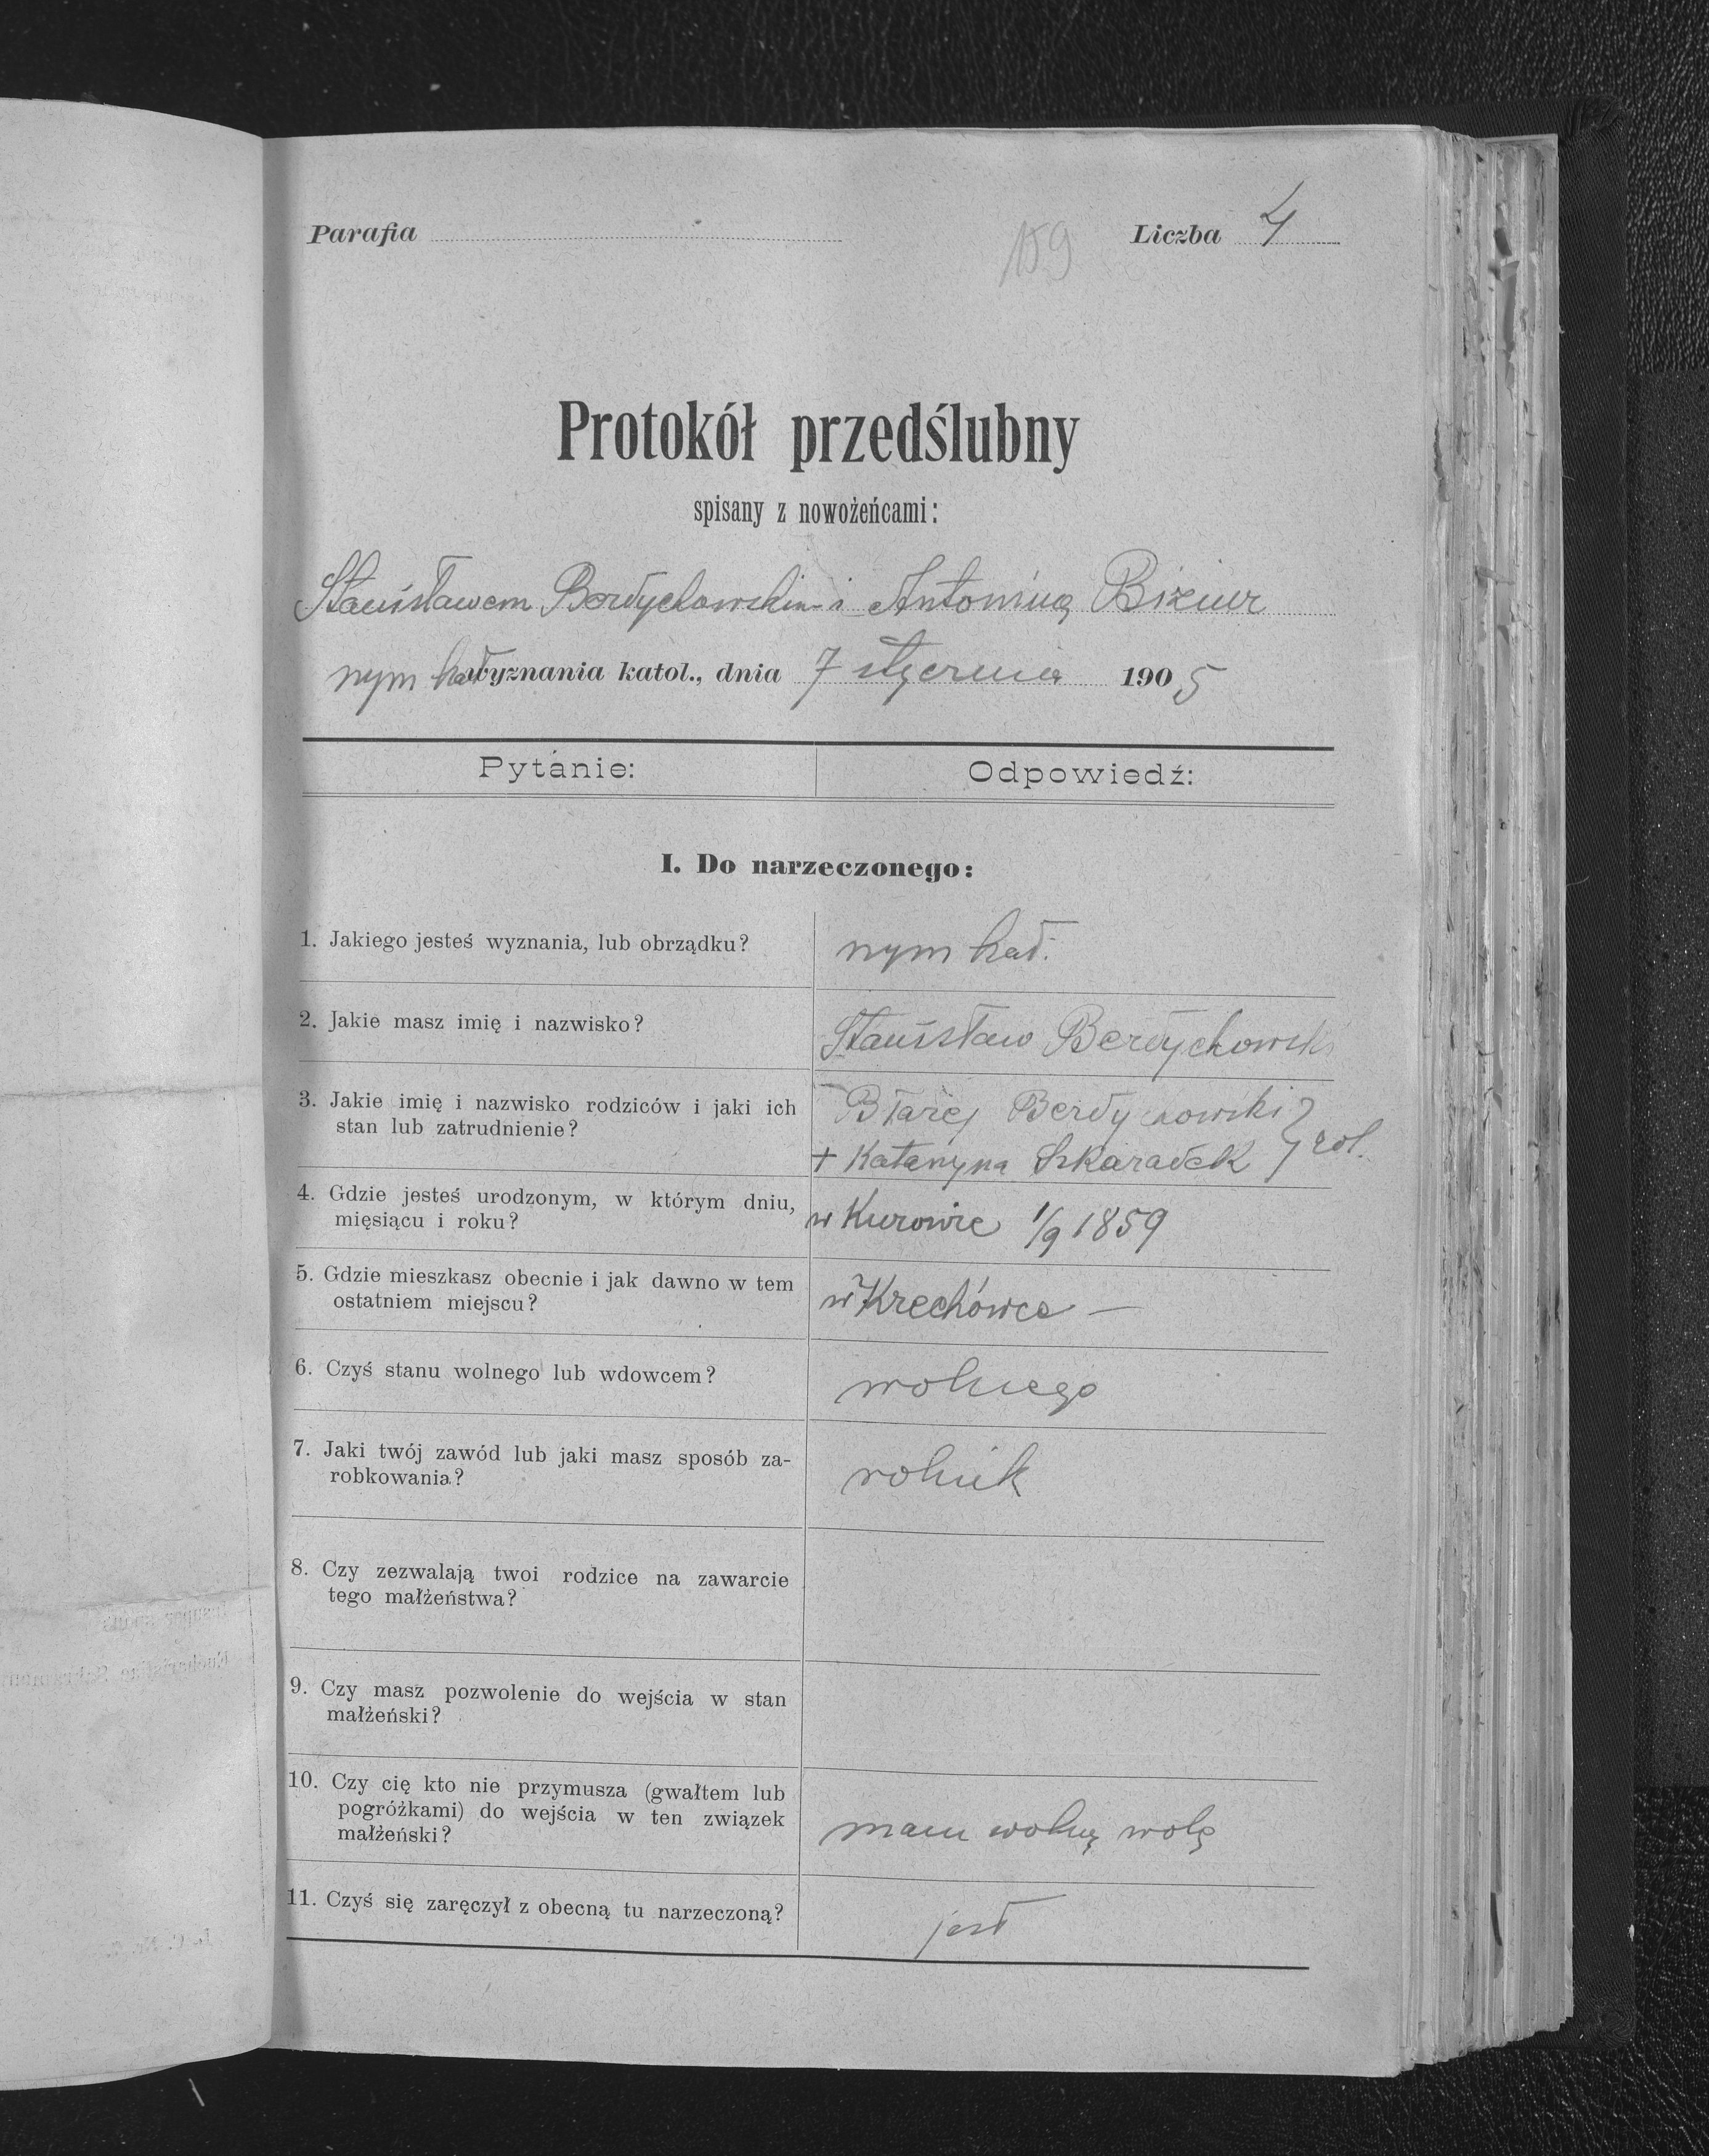 Parafia
159
Liczba 4
Protokół przedślubny
spisany z nowożeńcami:
Stanisławem Berdychowskim i Antoniną Biziur
rzym kat wyznania katol., dnia 7 stycznia 1905
Pytanie: Odpowiedź:
I. Do narzeczonego:
1. Jakiego jesteś wyznania, lub obrządku? rzym kat.
2. Jakie masz imię i nazwisko? Stanisław Berdychowski
3. Jakie imię i nazwisko rodziców i jaki ich Błażej Berdychowski
stan lub zatrudnienie? + Katarzyna Szkaradek } rol.
4. Gdzie jesteś urodzonym, w którym dniu,
mięsiącu i roku? w Kurowie 1/9 1859
5. Gdzie mieszkasz obecnie i jak dawno w tem
ostatniem miejscu? w Krechówce —
6. Czyś stanu wolnego lub wdowcem? wolnego
7. Jaki twój zawód lub jaki masz sposób za-
robkowania? rolnik
8. Czy zezwalają twoi rodzice na zawarcie
tego małżeństwa?
9. Czy masz pozwolenie do wejścia w stan
małżeński?
10. Czy cię kto nie przymusza (gwałtem lub
pogróżkami) do wejścia w ten związek
małżeński? mam wolną wolę
11. Czyś się zaręczył z obecną tu narzeczoną? jest